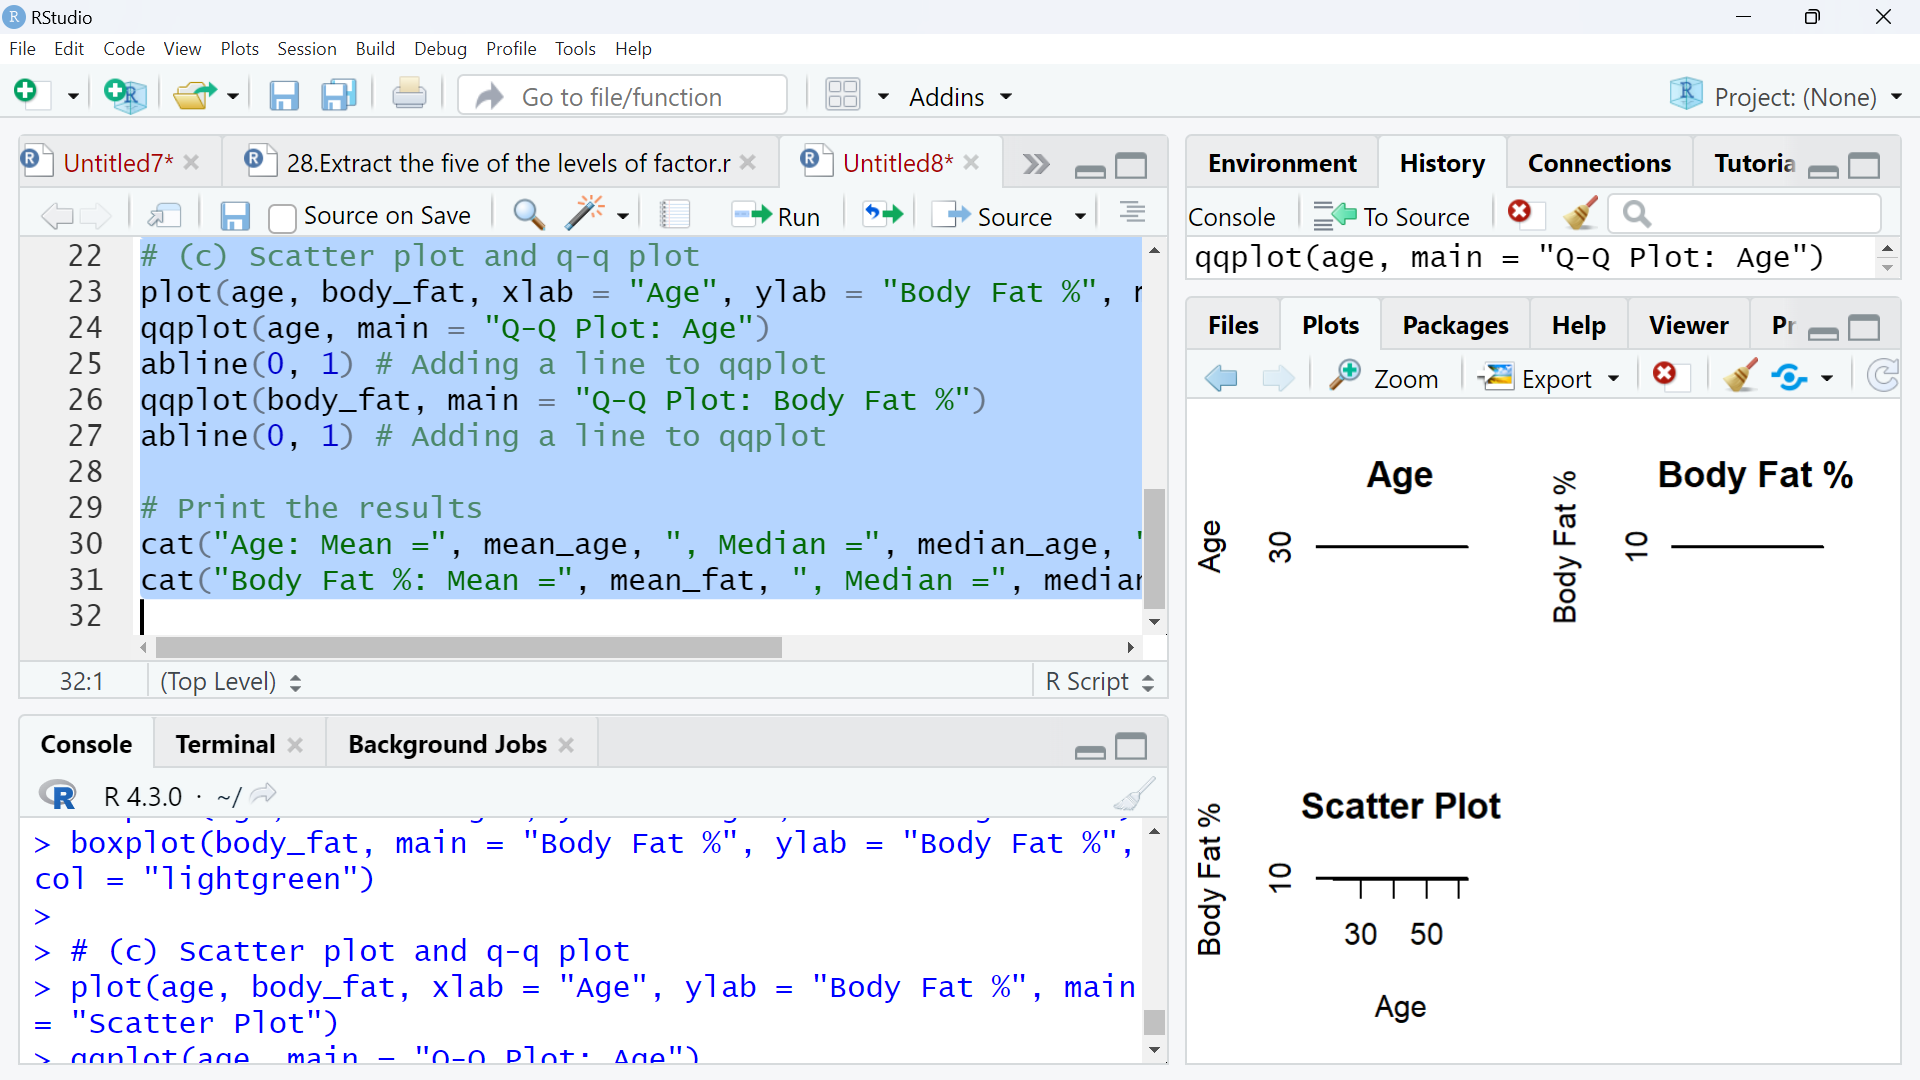 RStudio
File Edit Code View Plots Session Build Debug Profile Tools Help
Go to file/function Addins Project: (None)
Untitled7* 28.Extract the five of the levels of factor.r Untitled8*
Source on Save Run Source
22 # (c) Scatter plot and q-q plot
23 plot(age, body_fat, xlab = "Age", ylab = "Body Fat %",
24 qqplot(age, main = "Q-Q Plot: Age")
25 abline(0, 1) # Adding a line to qqplot
26 qqplot(body_fat, main = "Q-Q Plot: Body Fat %")
27 abline(0, 1) # Adding a line to qqplot
28
29 # Print the results
30 cat("Age: Mean =", mean_age, ", Median =", median_age, "
31 cat("Body Fat %: Mean =", mean_fat, ", Median =", media
32
32:1 (Top Level) R Script
Console Terminal Background Jobs
R R 4.3.0 · ~/
> boxplot(body_fat, main = "Body Fat %", ylab = "Body Fat %",
col = "lightgreen")
>
> # (c) Scatter plot and q-q plot
> plot(age, body_fat, xlab = "Age", ylab = "Body Fat %", main
= "Scatter Plot")
> qqplot(age, main = "Q-Q Plot: Age")
Environment History Connections Tutoria
Console To Source
qqplot(age, main = "Q-Q Plot: Age")
Files Plots Packages Help Viewer Pr
Zoom Export
Age
Age
30
Body Fat %
Body Fat %
10
Scatter Plot
Body Fat %
10
30 50
Age